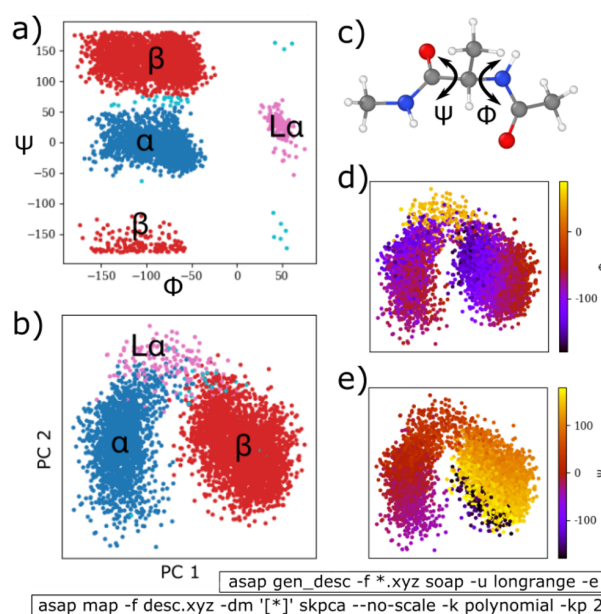 a)
150
100
50
0
-50
-100
-150
Ψ
β
α
Lα
β
-150
-100
-50
0
50
Φ
b)
Lα
α
β
PC 2
PC 1
c)
Ψ
Φ
d)
0
-100
e)
100
0
-100
Ψ
asap gen_desc -f *.xyz soap -u longrange -e
asap map -f desc.xyz -dm '[*]' skpca --no-scale -k polynomial -kp 2